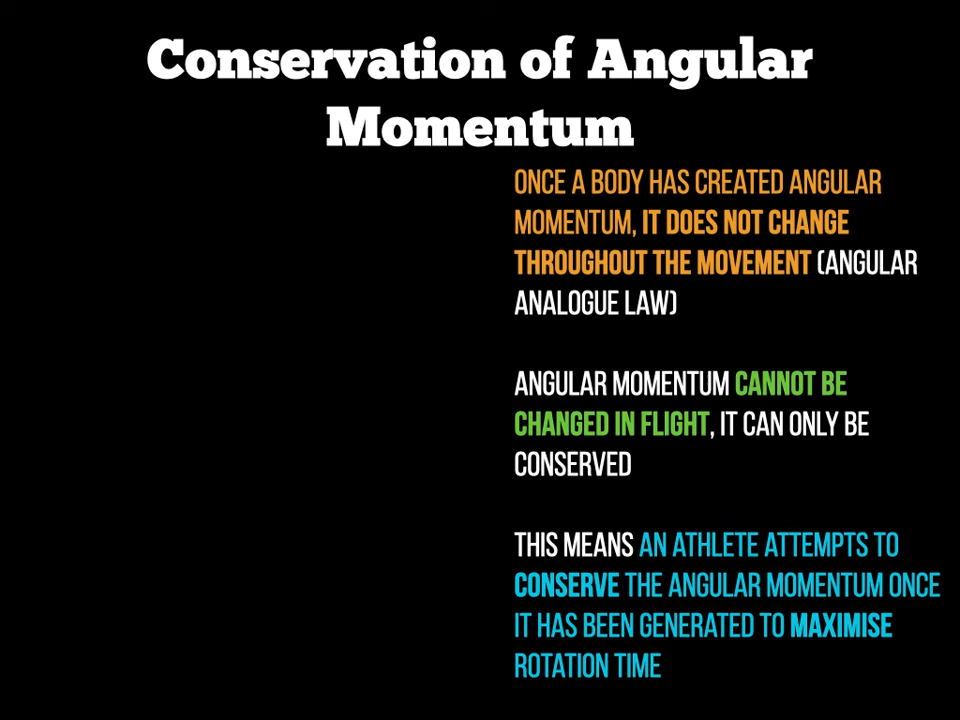 Conservation of Angular
Momentum
ONCE A BODY HAS CREATED ANGULAR
MOMENTUM, IT DOES NOT CHANGE
THROUGHOUT THE MOVEMENT (ANGULAR
ANALOGUE LAW)
ANGULAR MOMENTUM CANNOT BE
CHANGED IN FLIGHT, IT CAN ONLY BE
CONSERVED
THIS MEANS AN ATHLETE ATTEMPTS TO
CONSERVE THE ANGULAR MOMENTUM ONCE
IT HAS BEEN GENERATED TO MAXIMISE
ROTATION TIME